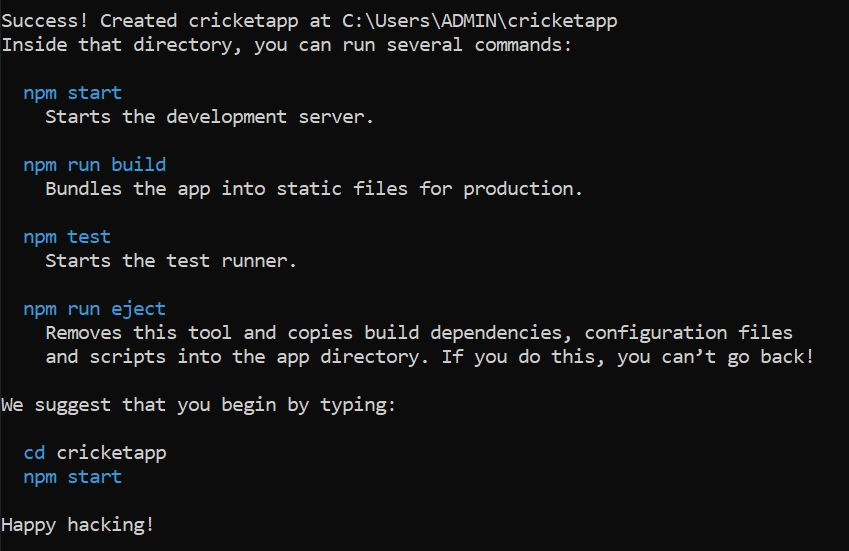 Success! Created cricketapp at C:\Users\ADMIN\cricketapp
Inside that directory, you can run several commands:
npm start
Starts the development server.
npm run build
Bundles the app into static files for production.
npm test
Starts the test runner.
npm run eject
Removes this tool and copies build dependencies, configuration files
and scripts into the app directory. If you do this, you can’t go back!
We suggest that you begin by typing:
cd cricketapp
npm start
Happy hacking!